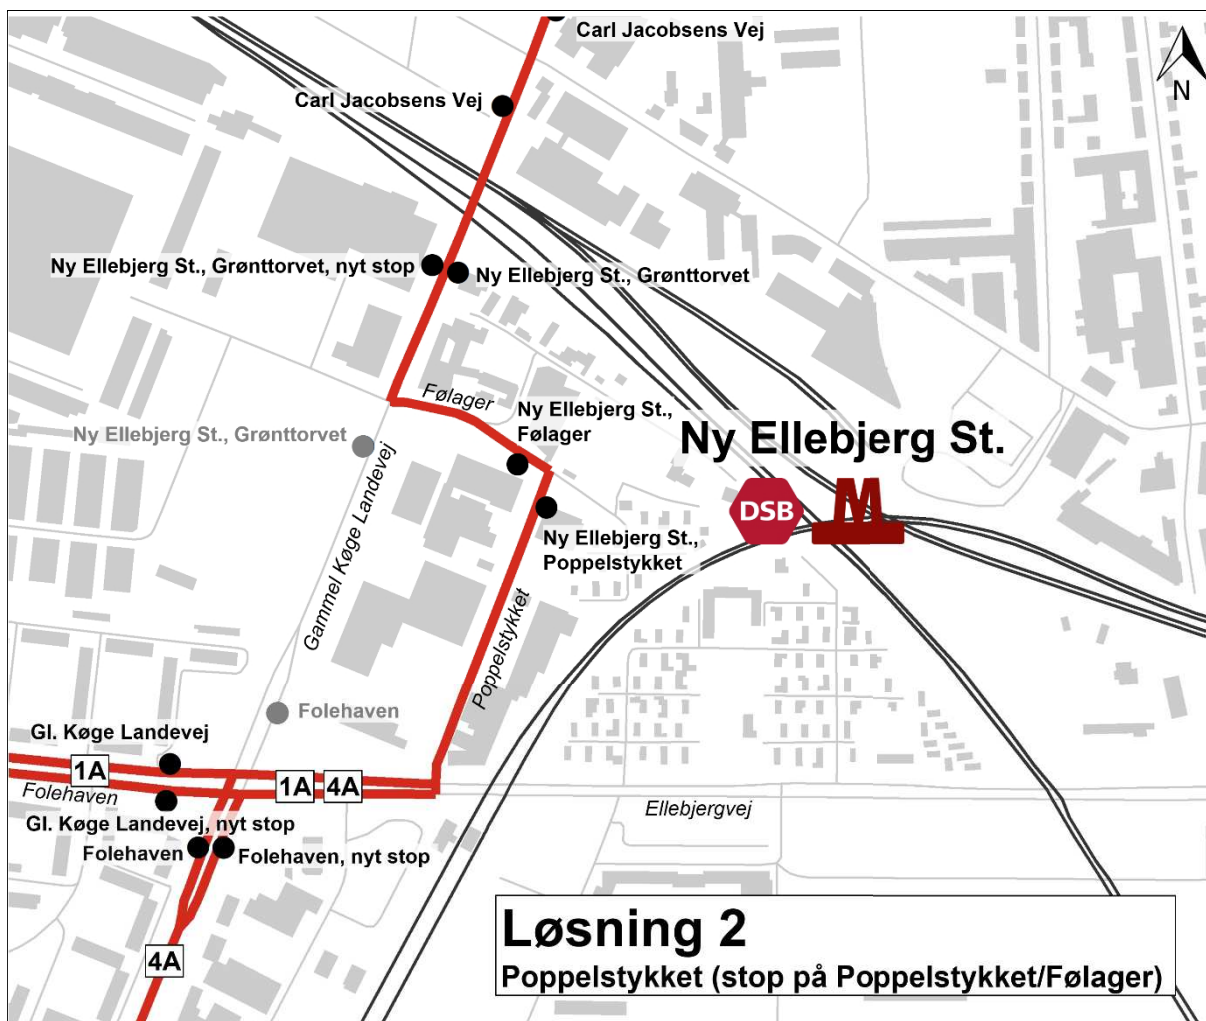 Carl Jacobsens Vej
N
Carl Jacobsens Vej
Ny Ellebjerg St., Grønttorvet, nyt stop
Ny Ellebjerg St., Grønttorvet
Følager
Ny Ellebjerg St.,
Følager
Ny Ellebjerg St., Grønttorvet
Gammel Køge Landevej
Ny Ellebjerg St.
DSB
M
Ny Ellebjerg St.,
Poppelstykket
Poppelstykket
Folehaven
Gl. Køge Landevej
1A
1A
4A
Folehaven
Ellebjergvej
Gl. Køge Landevej, nyt stop
Folehaven
Folehaven, nyt stop
4A
Løsning 2
Poppelstykket (stop på Poppelstykket/Følager)